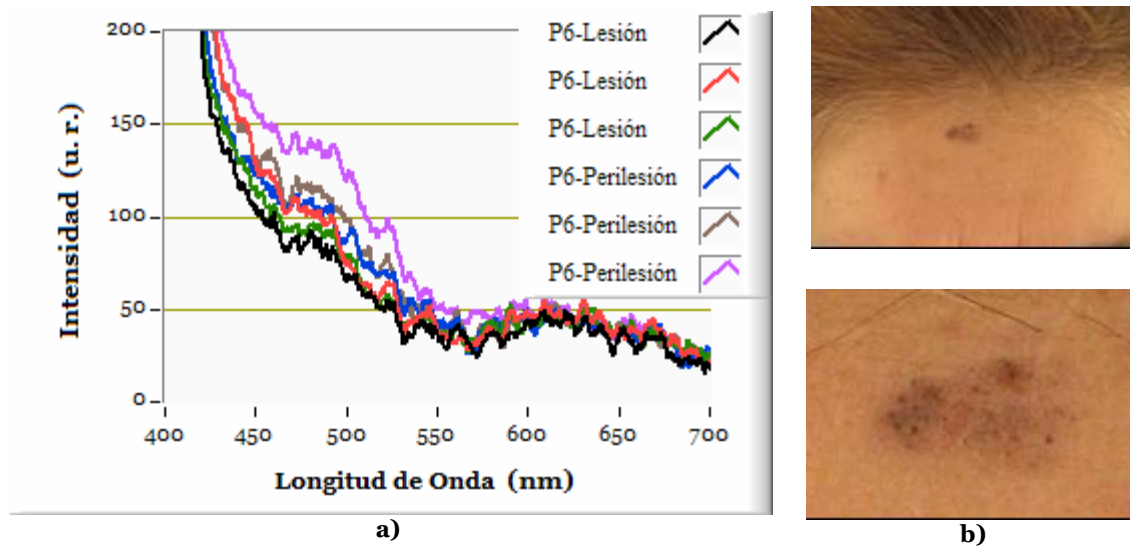 P6-Lesión
P6-Lesión
P6-Lesión
P6-Perilesión
P6-Perilesión
P6-Perilesión
Intensidad (u. r.)
200
150
100
50
0
400 450 500 550 600 650 700
Longitud de Onda (nm)
a)
b)